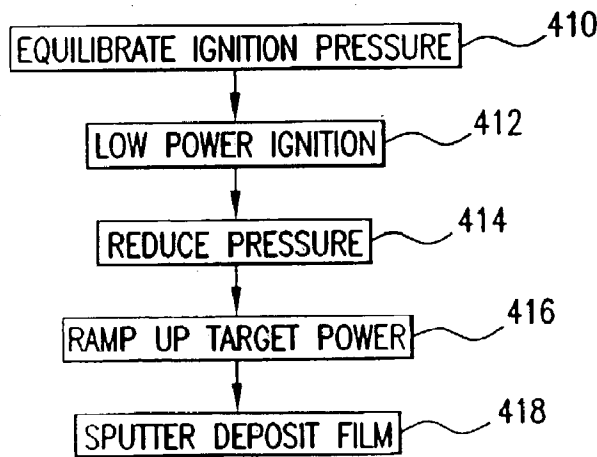 EQUILIBRATE IGNITION PRESSURE 410
LOW POWER IGNITION 412
REDUCE PRESSURE 414
RAMP UP TARGET POWER 416
SPUTTER DEPOSIT FILM 418